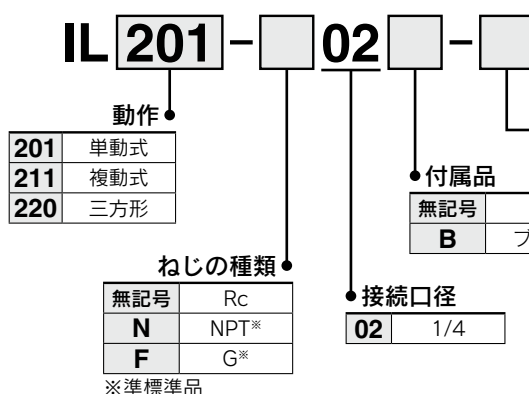 IL 201 - 02 -
動作
201 単動式
211 複動式
220 三方形
付属品
無記号
B
ねじの種類
無記号 Rc
N NPT※
F G※
※準標準品
接続口径
02 1/4